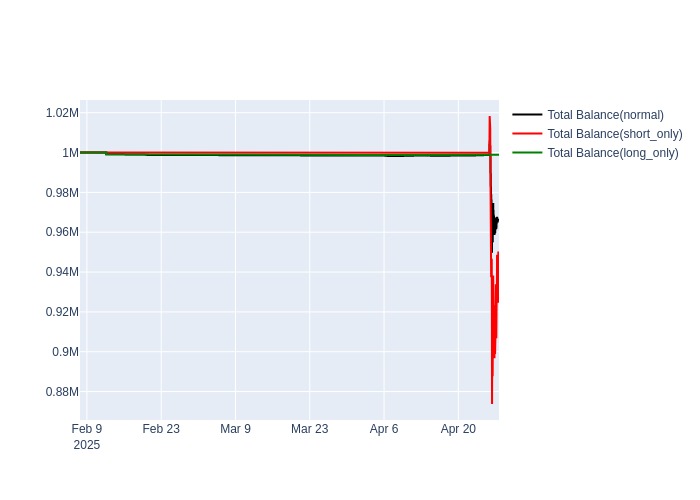 1.02M
1M
0.98M
0.96M
0.94M
0.92M
0.9M
0.88M
Feb 9
2025
Feb 23
Mar 9
Mar 23
Apr 6
Apr 20
Total Balance(normal)
Total Balance(short_only)
Total Balance(long_only)